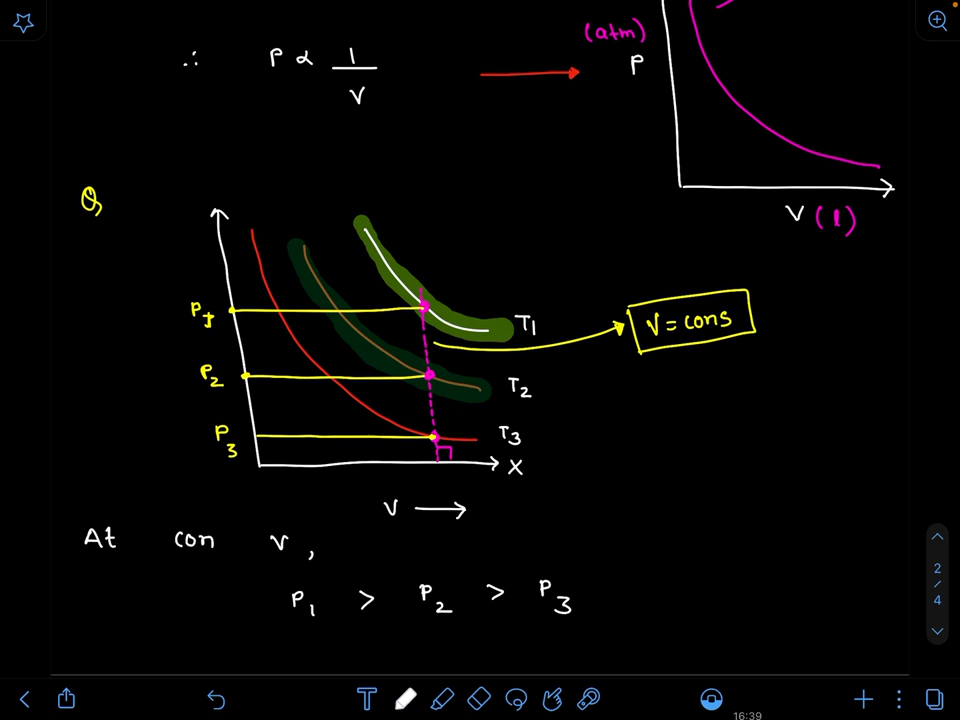 (atm)
∴ P ∝ 1/V
P
V (l)
Q
P1
T1
V = cons
P2
T2
P3
T3
X
V
At con v,
P1 > P2 > P3
2
/
4
T
16:39